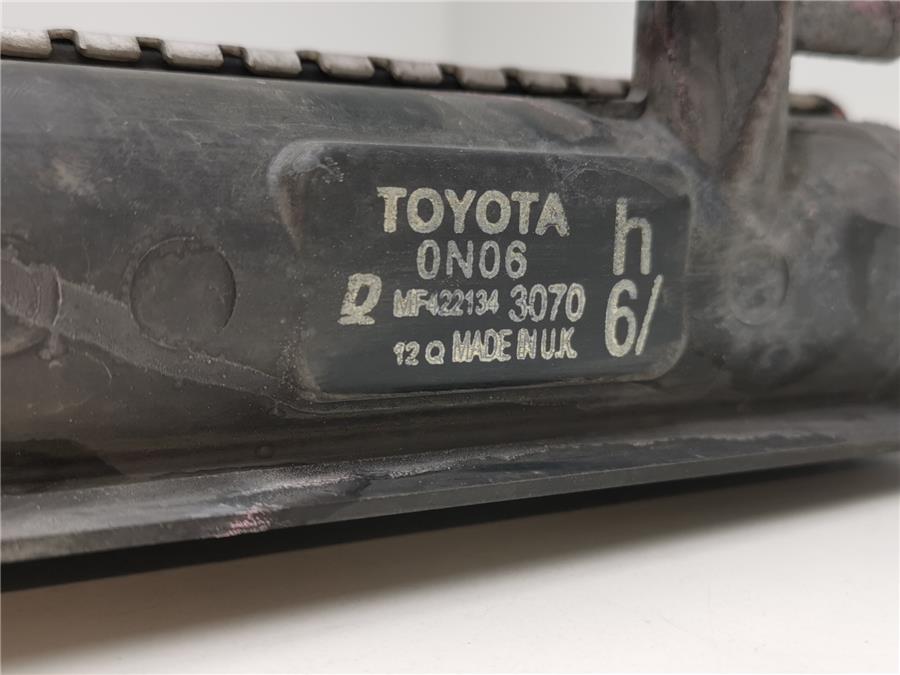 TOYOTA
0N06
MF422134 3070
12 Q MADE IN U.K.
h
6/